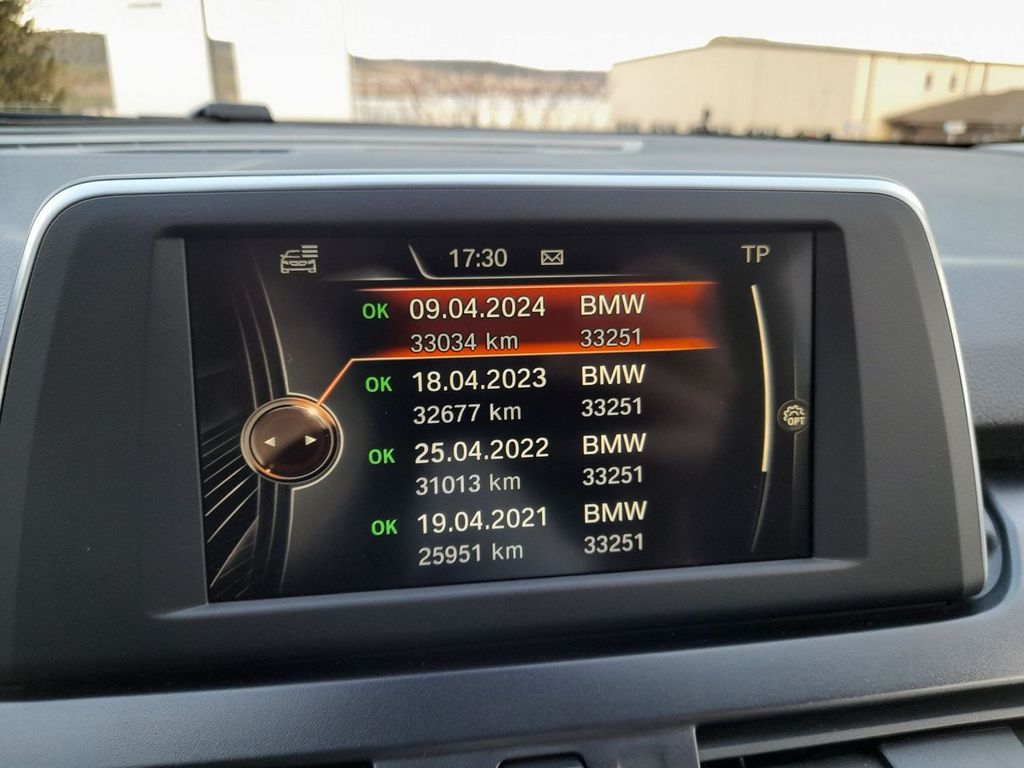 17:30 TP
OK 09.04.2024 BMW
33034 km 33251
OK 18.04.2023 BMW
32677 km 33251
OK 25.04.2022 BMW
31013 km 33251
OPT
OK 19.04.2021 BMW
25951 km 33251